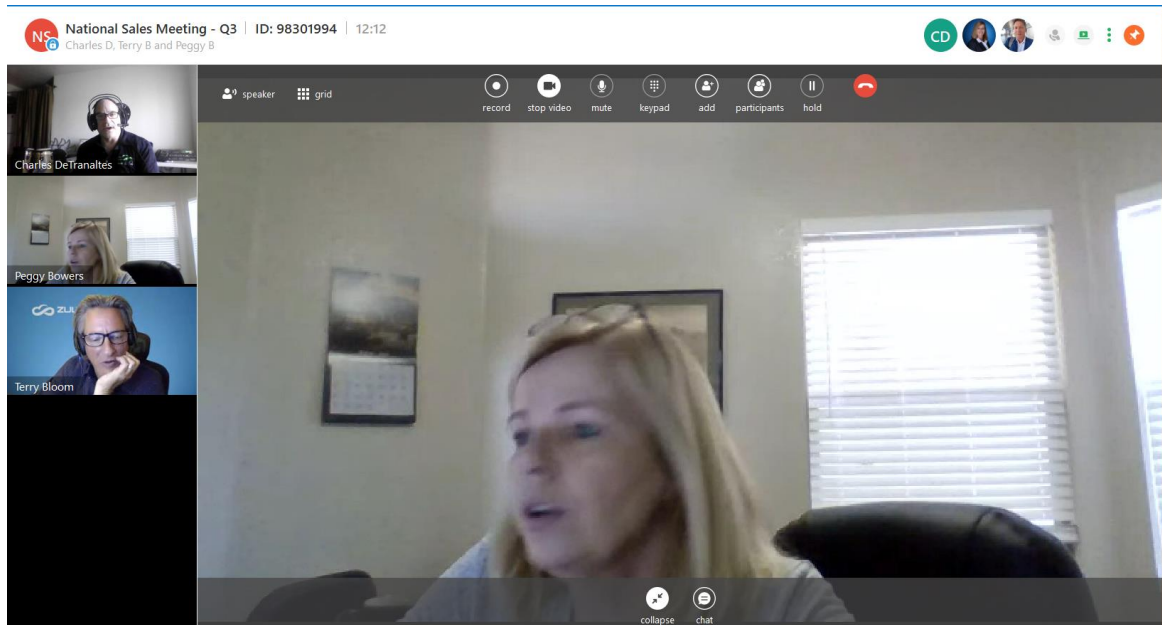 NS
National Sales Meeting - Q3 | ID: 98301994 | 12:12
Charles D, Terry B and Peggy B
CD
speaker
grid
record
stop video
mute
keypad
add
participants
hold
Charles DeTranaltes
Peggy Bowers
Terry Bloom
collapse
chat